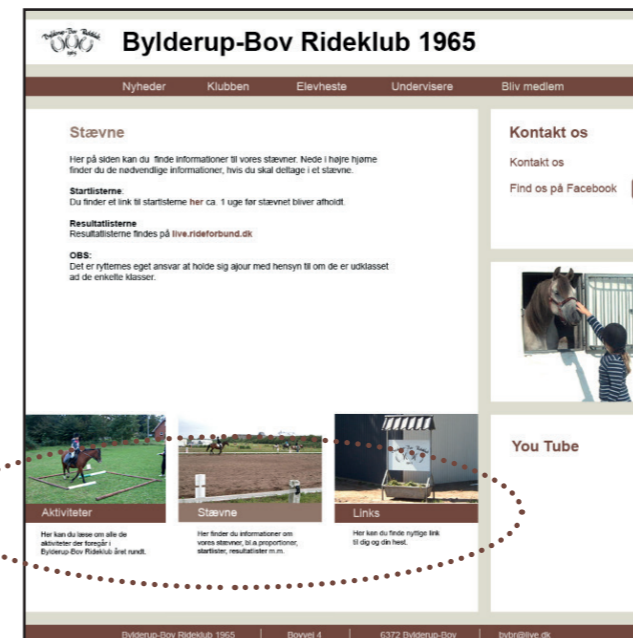 Bylderup-Bov Rideklub 1965
Nyheder Klubben Elevheste Undervisere Bliv medlem
Stævne
Her på siden kan du finde informationer til vores stævner. Nede i højre hjørne
finder du de nødvendige informationer, hvis du skal deltage i et stævne.
Startlisterne:
Du finder et link til startlisterne her ca. 1 uge før stævnet bliver afholdt.
Resultatlisterne
Resultatlisterne findes på live.rideforbund.dk
OBS:
Det er rytternes eget ansvar at holde sig ajour med hensyn til om de er udklasset
ad de enkelte klasser.
Kontakt os
Kontakt os
Find os på Facebook
You Tube
Aktiviteter
Her kan du læse om alle de
aktiviteter der foregår i
Bylderup-Bov Rideklub året rundt.
Stævne
Her finder du informationer om
vores stævner, bl.a proportioner,
startlister, resultatlister m.m.
Links
Her kan du finde nyttige link
til dig og din hest.
Bylderup-Bov Rideklub 1965 | Bovvej 4 | 6372 Bylderup-Bov | bybr@live.dk